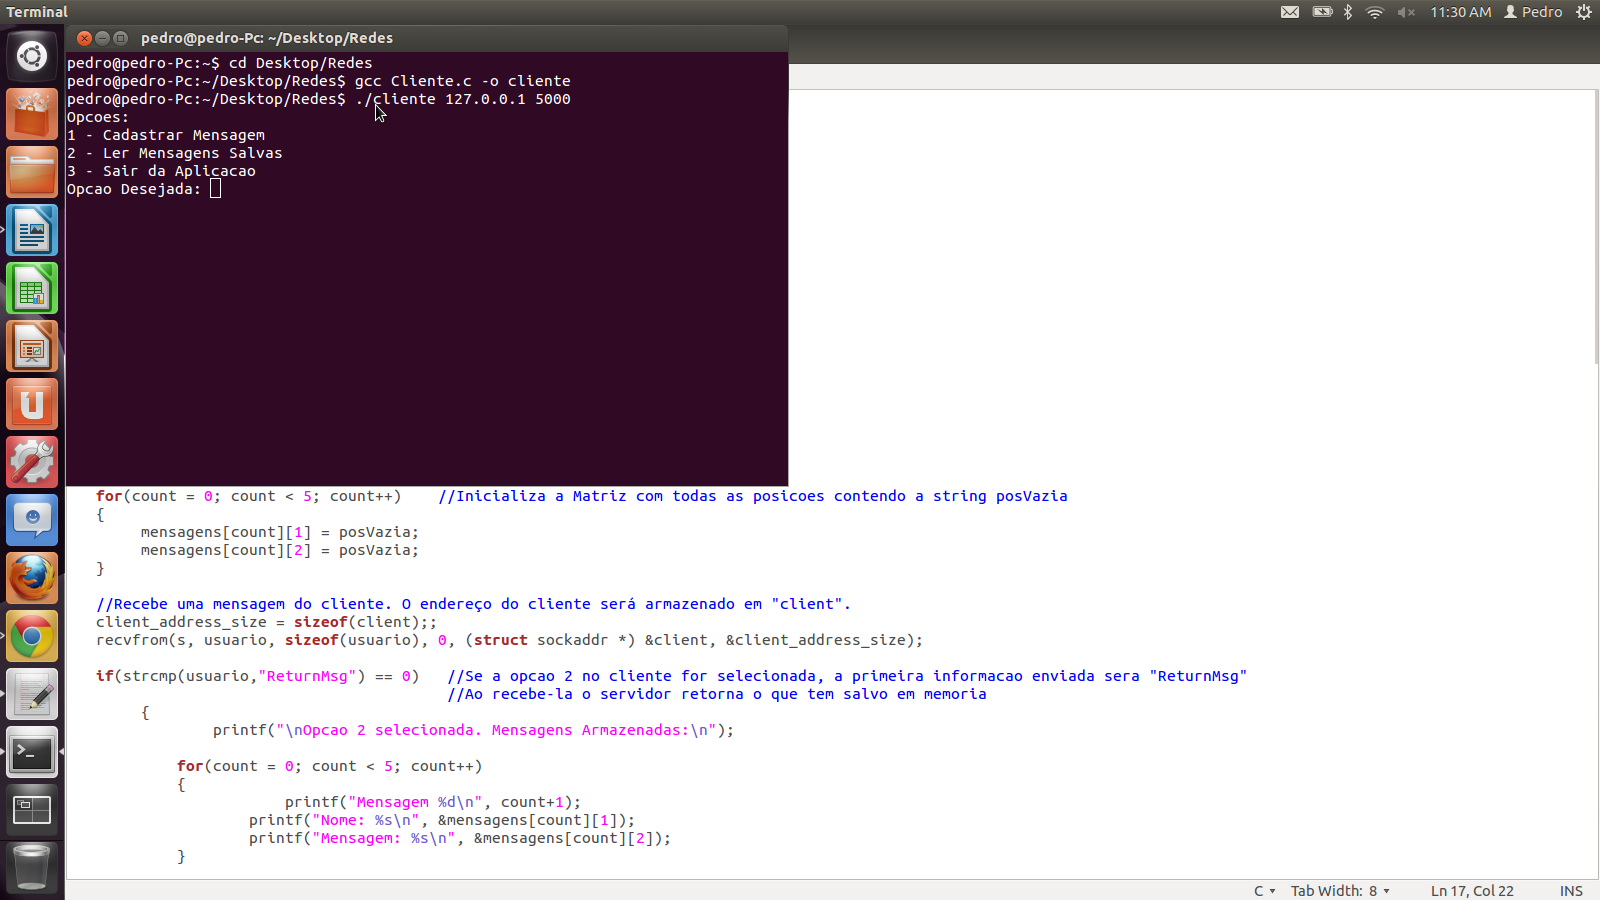 Terminal
11:30 AM
Pedro
pedro@pedro-Pc: ~/Desktop/Redes
pedro@pedro-Pc:~$ cd Desktop/Redes
pedro@pedro-Pc:~/Desktop/Redes$ gcc Cliente.c -o cliente
pedro@pedro-Pc:~/Desktop/Redes$ ./cliente 127.0.0.1 5000
Opcoes:
1 - Cadastrar Mensagem
2 - Ler Mensagens Salvas
3 - Sair da Aplicacao
Opcao Desejada:
for(count = 0; count < 5; count++)    //Inicializa a Matriz com todas as posicoes contendo a string posVazia
{
mensagens[count][1] = posVazia;
mensagens[count][2] = posVazia;
}
//Recebe uma mensagem do cliente. O endereço do cliente será armazenado em "client".
client_address_size = sizeof(client);;
recvfrom(s, usuario, sizeof(usuario), 0, (struct sockaddr *) &client, &client_address_size);
if(strcmp(usuario,"ReturnMsg") == 0)   //Se a opcao 2 no cliente for selecionada, a primeira informacao enviada sera "ReturnMsg"
//Ao recebe-la o servidor retorna o que tem salvo em memoria
{
printf("\nOpcao 2 selecionada. Mensagens Armazenadas:\n");
for(count = 0; count < 5; count++)
{
printf("Mensagem %d\n", count+1);
printf("Nome: %s\n", &mensagens[count][1]);
printf("Mensagem: %s\n", &mensagens[count][2]);
}
C
Tab Width: 8
Ln 17, Col 22
INS